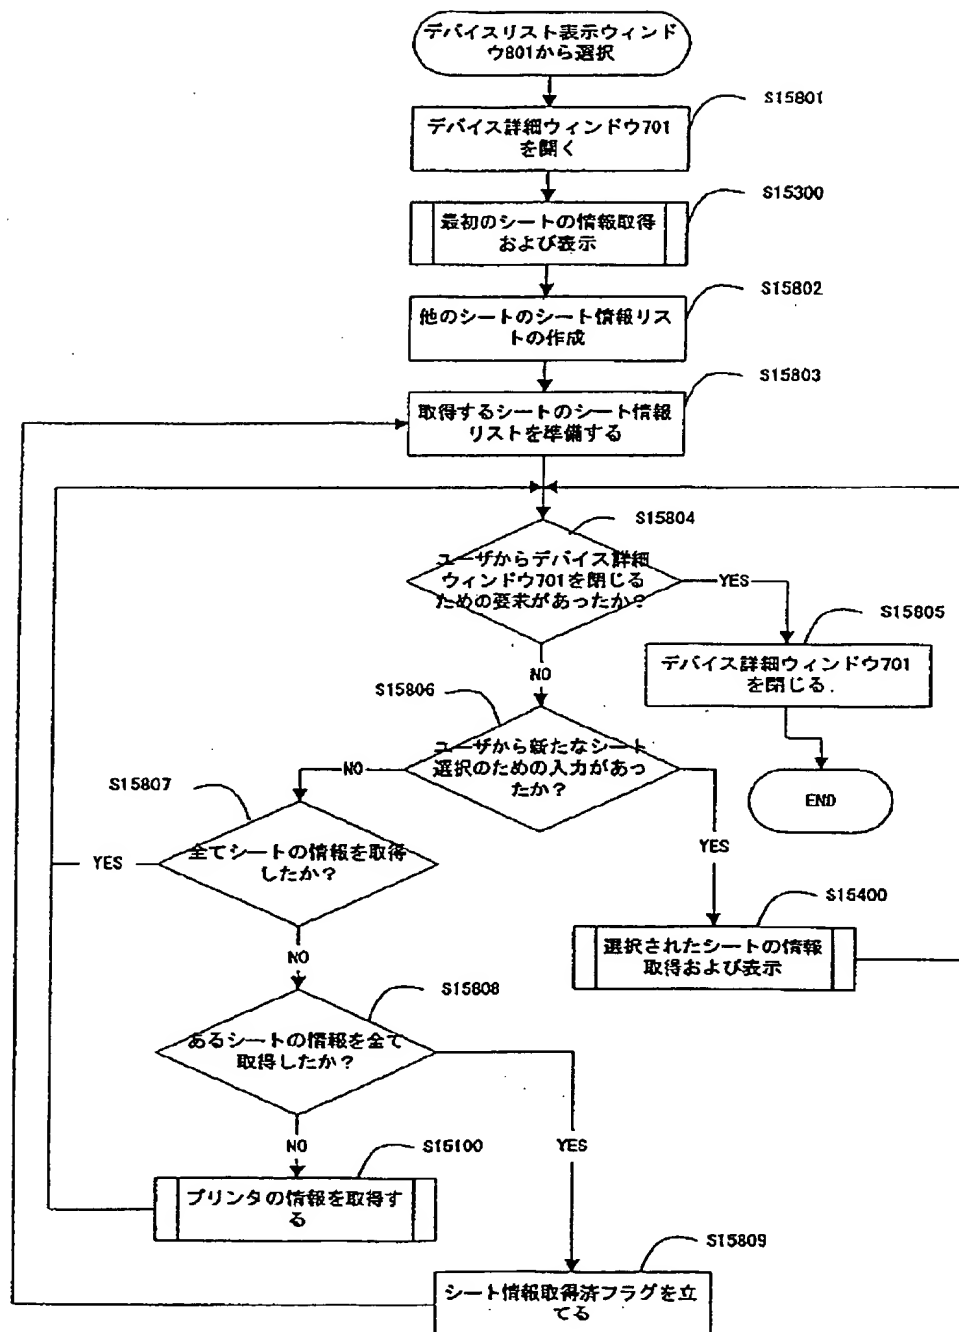 デバイスリスト表示ウィンド
ウ801から選択
S15801
デバイス詳細ウィンドウ701
を開く
S15300
最初のシートの情報取得
および表示
S15802
他のシートのシート情報リス
トの作成
S15803
取得するシートのシート情報
リストを準備する
S15804
ユーザからデバイス詳細
ウィンドウ701を閉じる
ための要求があったか?
YES
S15805
デバイス詳細ウィンドウ701
を閉じる.
NO
S15806
ユーザから新たなシート
選択のための入力があっ
たか?
NO
END
S15807
YES
全てシートの情報を取得
したか?
YES
S15400
選択されたシートの情報
取得および表示
NO
S15808
あるシートの情報を全て
取得したか?
NO
YES
S15100
プリンタの情報を取得す
る
S15809
シート情報取得済フラグを立
てる